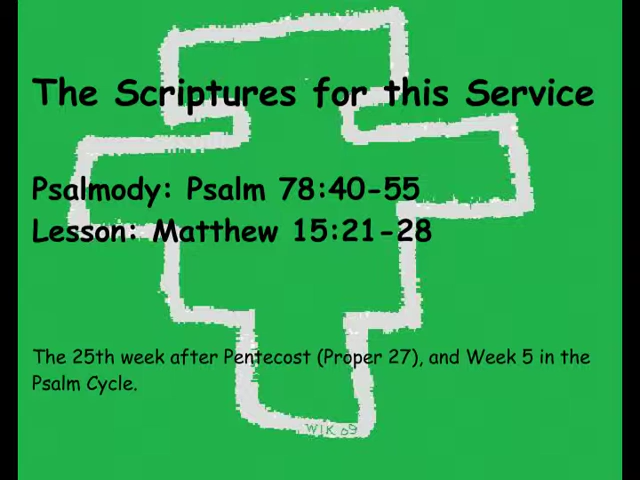 The Scriptures for this Service
Psalmody: Psalm 78:40-55
Lesson: Matthew 15:21-28
The 25th week after Pentecost (Proper 27), and Week 5 in the
Psalm Cycle.
WIK 09